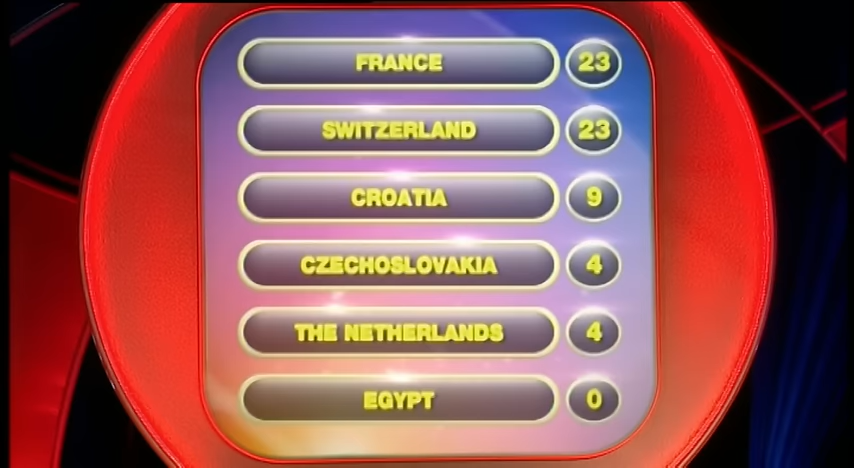 FRANCE 23
SWITZERLAND 23
CROATIA 9
CZECHOSLOVAKIA 4
THE NETHERLANDS 4
EGYPT 0